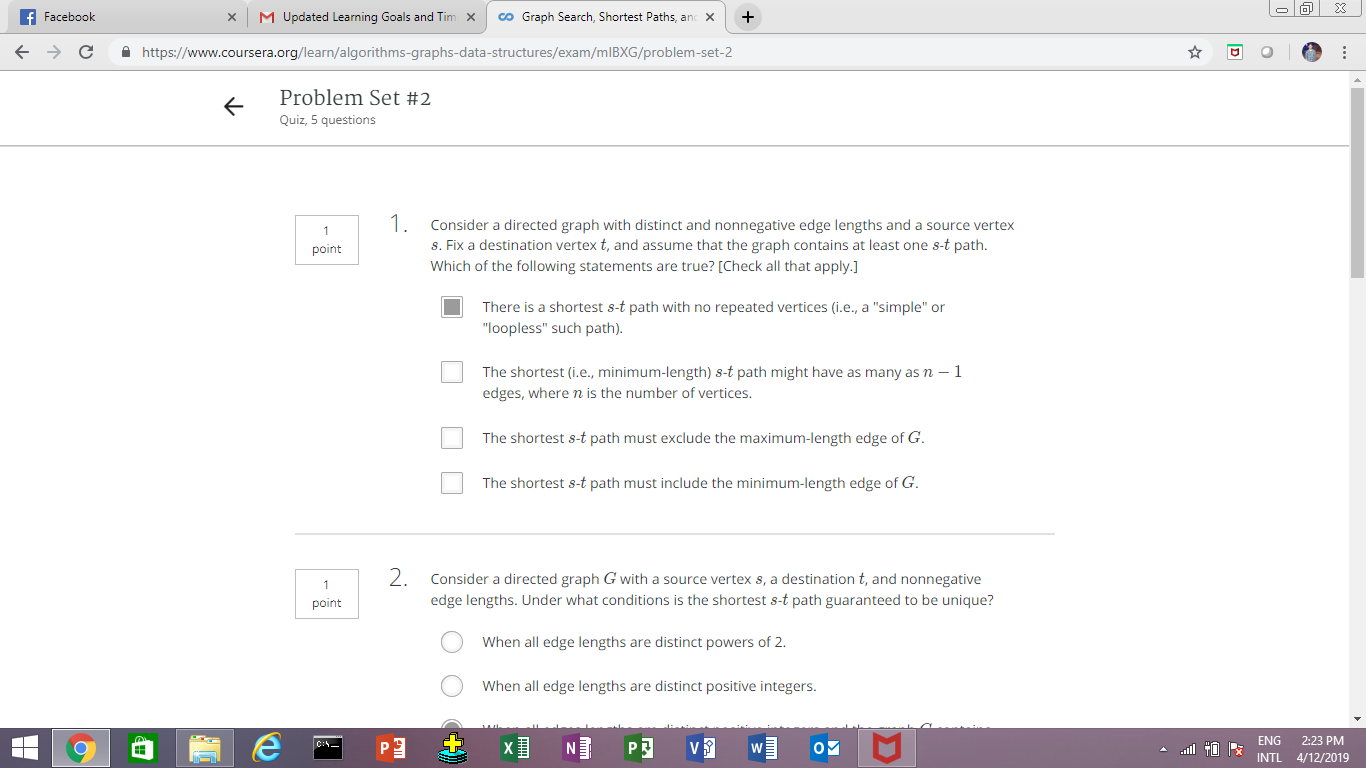 Facebook
Updated Learning Goals and Tim
Graph Search, Shortest Paths, an
https://www.coursera.org/learn/algorithms-graphs-data-structures/exam/mlBXG/problem-set-2
Problem Set #2
Quiz, 5 questions
1
point
1.
Consider a directed graph with distinct and nonnegative edge lengths and a source vertex
s. Fix a destination vertex t, and assume that the graph contains at least one s-t path.
Which of the following statements are true? [Check all that apply.]
There is a shortest s-t path with no repeated vertices (i.e., a "simple" or
"loopless" such path).
The shortest (i.e., minimum-length) s-t path might have as many as n − 1
edges, where n is the number of vertices.
The shortest s-t path must exclude the maximum-length edge of G.
The shortest s-t path must include the minimum-length edge of G.
1
point
2.
Consider a directed graph G with a source vertex s, a destination t, and nonnegative
edge lengths. Under what conditions is the shortest s-t path guaranteed to be unique?
When all edge lengths are distinct powers of 2.
When all edge lengths are distinct positive integers.
ENG
INTL
2:23 PM
4/12/2019